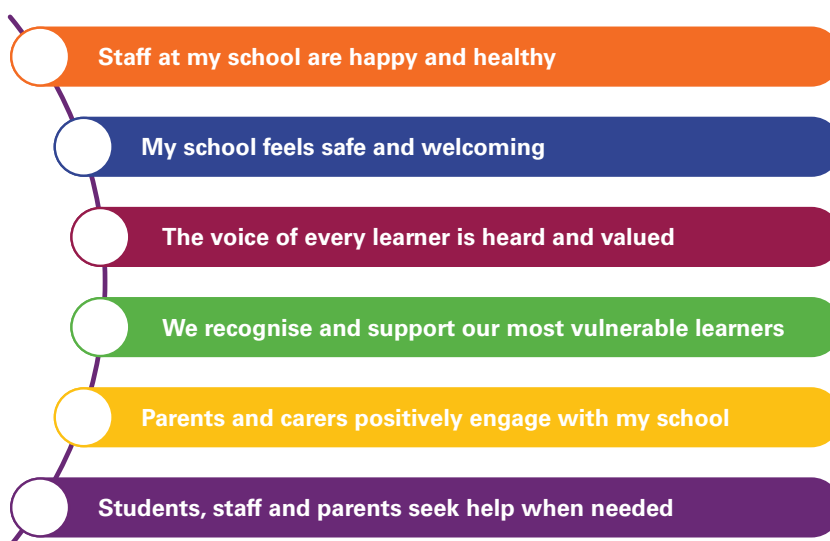 Staff at my school are happy and healthy
My school feels safe and welcoming
The voice of every learner is heard and valued
We recognise and support our most vulnerable learners
Parents and carers positively engage with my school
Students, staff and parents seek help when needed